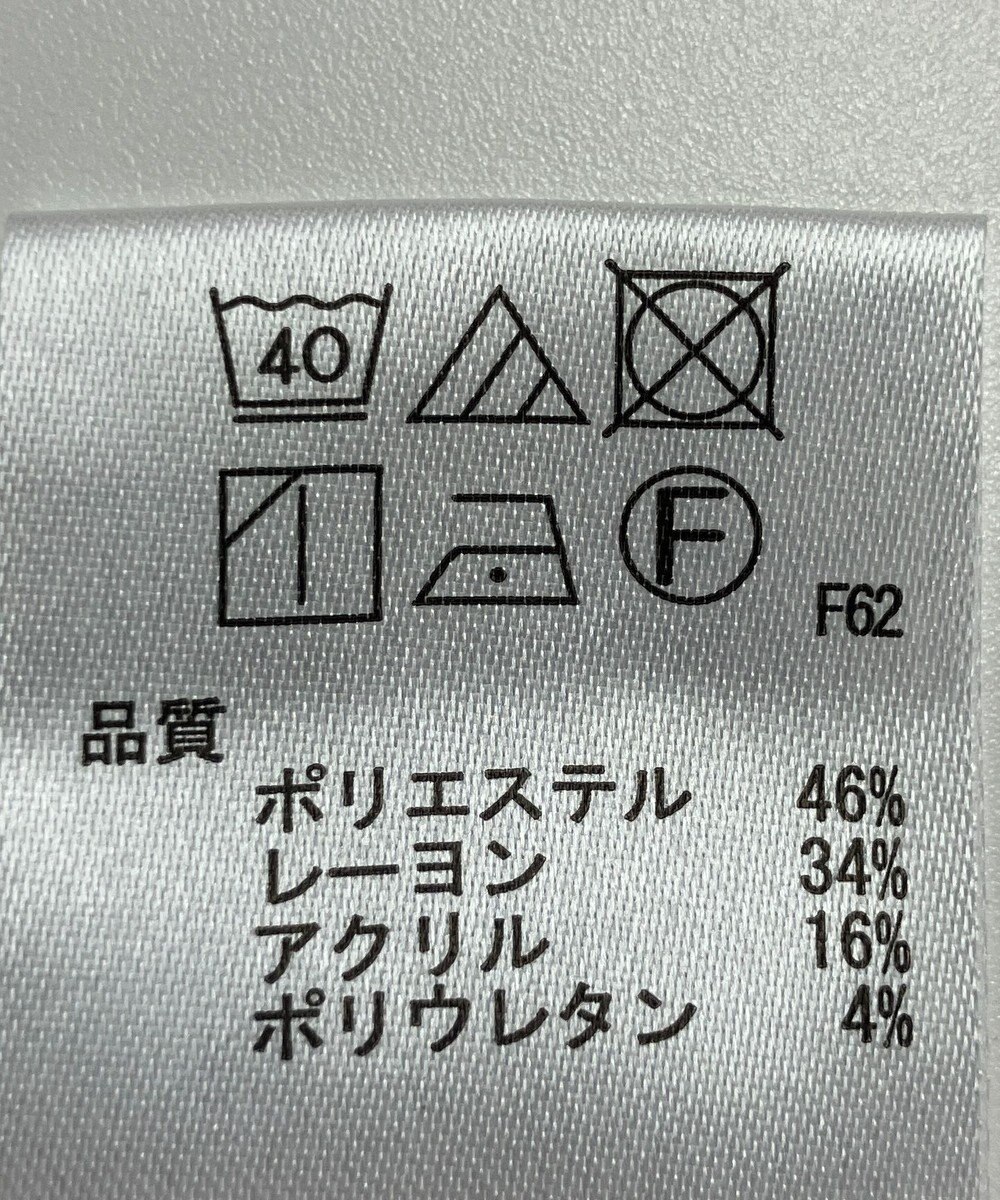 40
F
F62
品質
ポリエステル 46%
レーヨン 34%
アクリル 16%
ポリウレタン 4%